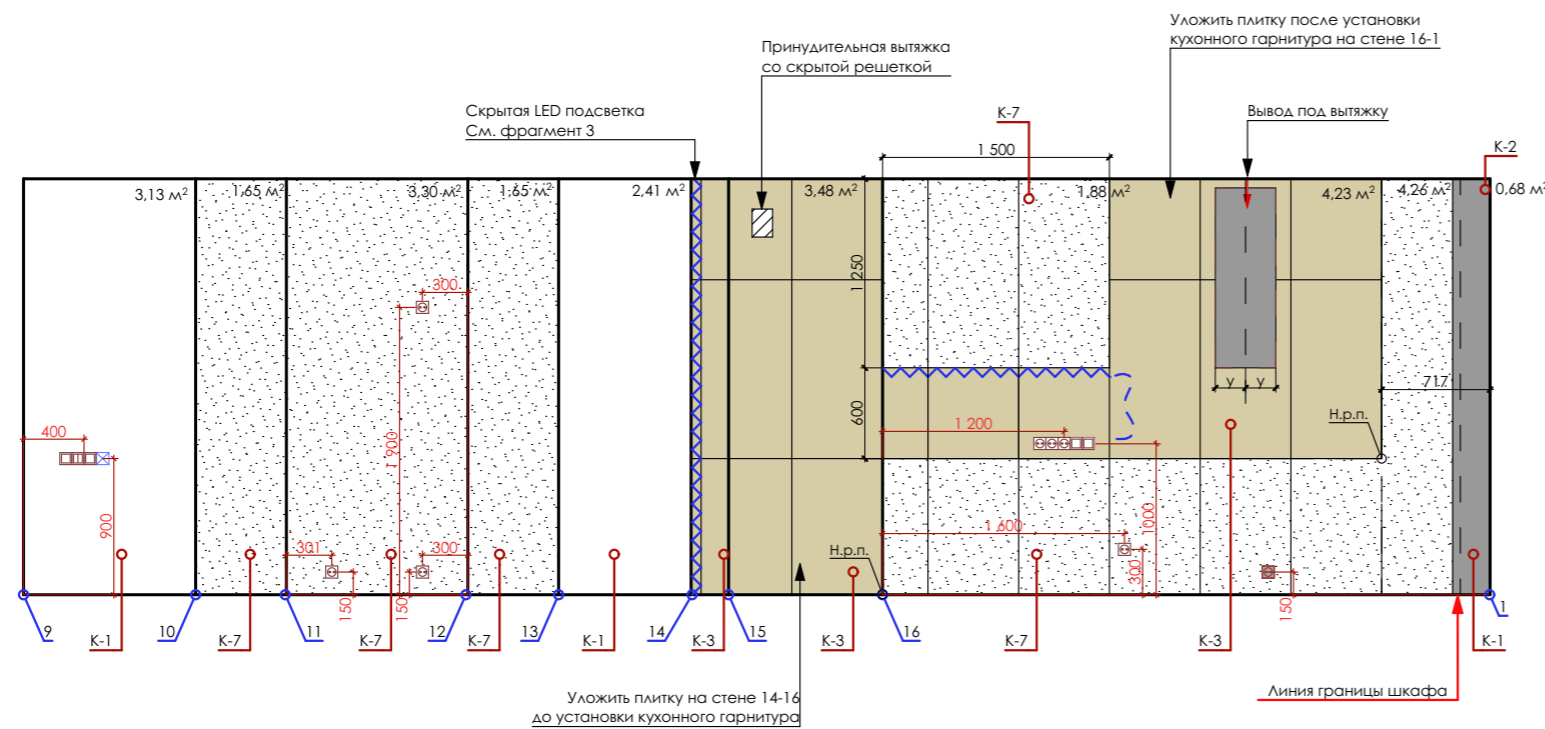 Уложить плитку после установки
кухонного гарнитура на стене 16-1
Принудительная вытяжка
со скрытой решеткой
Скрытая LED подсветка
См. фрагмент 3
К-7
Вывод под вытяжку
К-2
1 500
3,13 м²
1,65 м²
3,30 м²
1,65 м²
2,41 м²
3,48 м²
1,88 м²
4,23 м²
4,26 м²
0,68 м²
1 250
300
1 900
У У
717
600
Н.р.п.
400
1 200
900
1 000
301
300
1 600
Н.р.п.
300
150
150
150
9
К-1
10
К-7
11
К-7
12
К-7
13
К-1
14
К-3
15
К-3
16
К-7
К-3
К-1
1
Уложить плитку на стене 14-16
до установки кухонного гарнитура
Линия границы шкафа